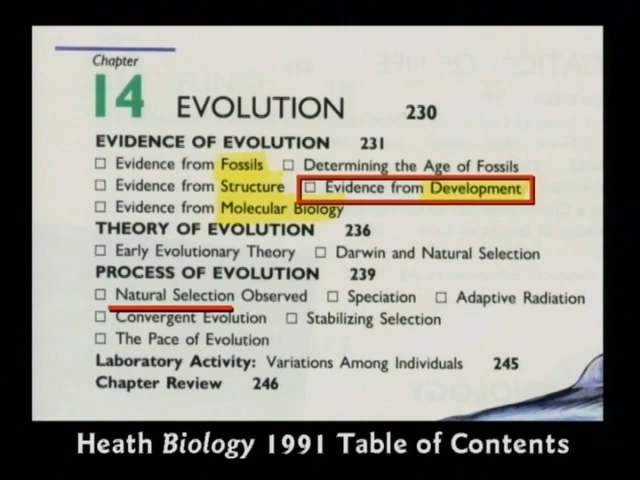 Chapter
14 EVOLUTION 230
EVIDENCE OF EVOLUTION 231
□ Evidence from Fossils □ Determining the Age of Fossils
□ Evidence from Structure □ Evidence from Development
□ Evidence from Molecular Biology
THEORY OF EVOLUTION 236
□ Early Evolutionary Theory □ Darwin and Natural Selection
PROCESS OF EVOLUTION 239
□ Natural Selection Observed □ Speciation □ Adaptive Radiation
□ Convergent Evolution □ Stabilizing Selection
□ The Pace of Evolution
Laboratory Activity: Variations Among Individuals 245
Chapter Review 246
Heath Biology 1991 Table of Contents